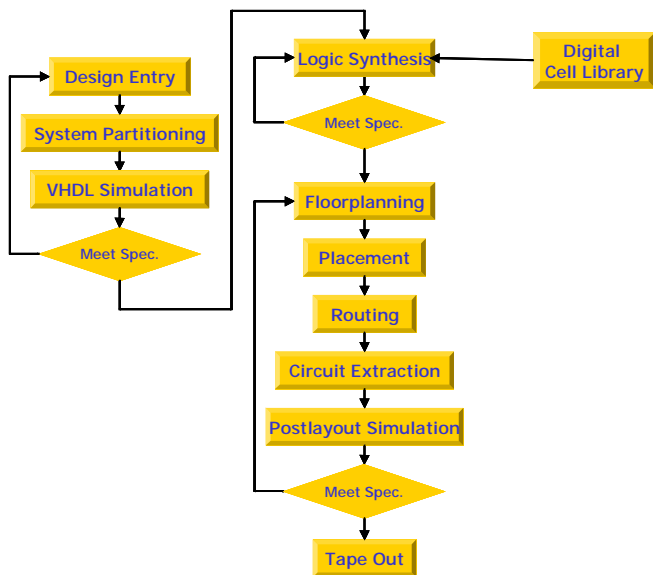 Design Entry
System Partitioning
VHDL Simulation
Meet Spec.
Logic Synthesis
Digital
Cell Library
Meet Spec.
Floorplanning
Placement
Routing
Circuit Extraction
Postlayout Simulation
Meet Spec.
Tape Out